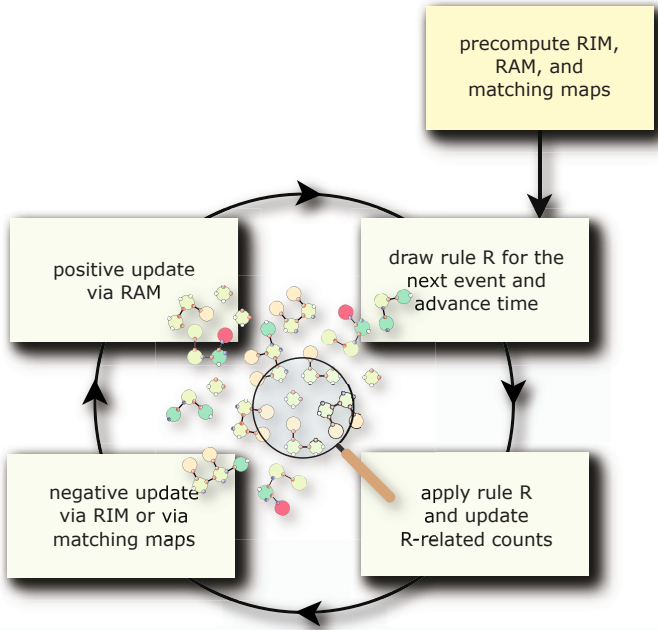 precompute RIM,
RAM, and
matching maps
positive update
via RAM
draw rule R for the
next event and
advance time
negative update
via RIM or via
matching maps
apply rule R
and update
R-related counts